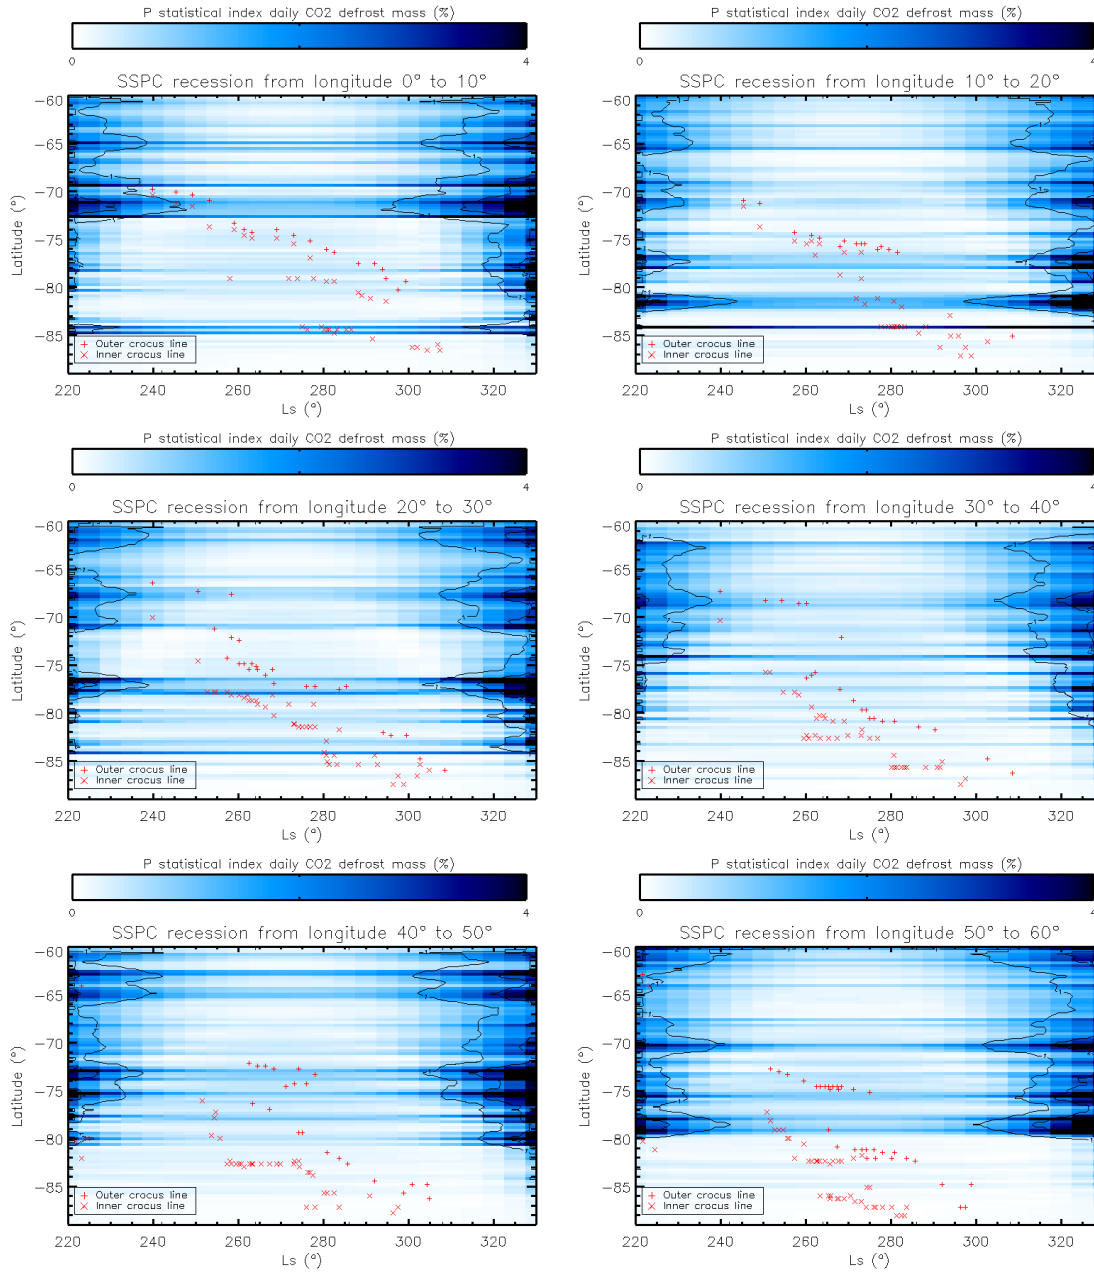 P statistical index daily CO2 defrost mass (%)
0 4
SSPC recession from longitude 0° to 10°
-60
-65
-70
-75
-80
-85
Latitude (°)
+ Outer crocus line
× Inner crocus line
220 240 260 280 300 320
Ls (°)
P statistical index daily CO2 defrost mass (%)
0 4
SSPC recession from longitude 10° to 20°
-60
-65
-70
-75
-80
-85
Latitude (°)
+ Outer crocus line
× Inner crocus line
220 240 260 280 300 320
Ls (°)
P statistical index daily CO2 defrost mass (%)
0 4
SSPC recession from longitude 20° to 30°
-60
-65
-70
-75
-80
-85
Latitude (°)
+ Outer crocus line
× Inner crocus line
220 240 260 280 300 320
Ls (°)
P statistical index daily CO2 defrost mass (%)
0 4
SSPC recession from longitude 30° to 40°
-60
-65
-70
-75
-80
-85
Latitude (°)
+ Outer crocus line
× Inner crocus line
220 240 260 280 300 320
Ls (°)
P statistical index daily CO2 defrost mass (%)
0 4
SSPC recession from longitude 40° to 50°
-60
-65
-70
-75
-80
-85
Latitude (°)
+ Outer crocus line
× Inner crocus line
220 240 260 280 300 320
Ls (°)
P statistical index daily CO2 defrost mass (%)
0 4
SSPC recession from longitude 50° to 60°
-60
-65
-70
-75
-80
-85
Latitude (°)
+ Outer crocus line
× Inner crocus line
220 240 260 280 300 320
Ls (°)